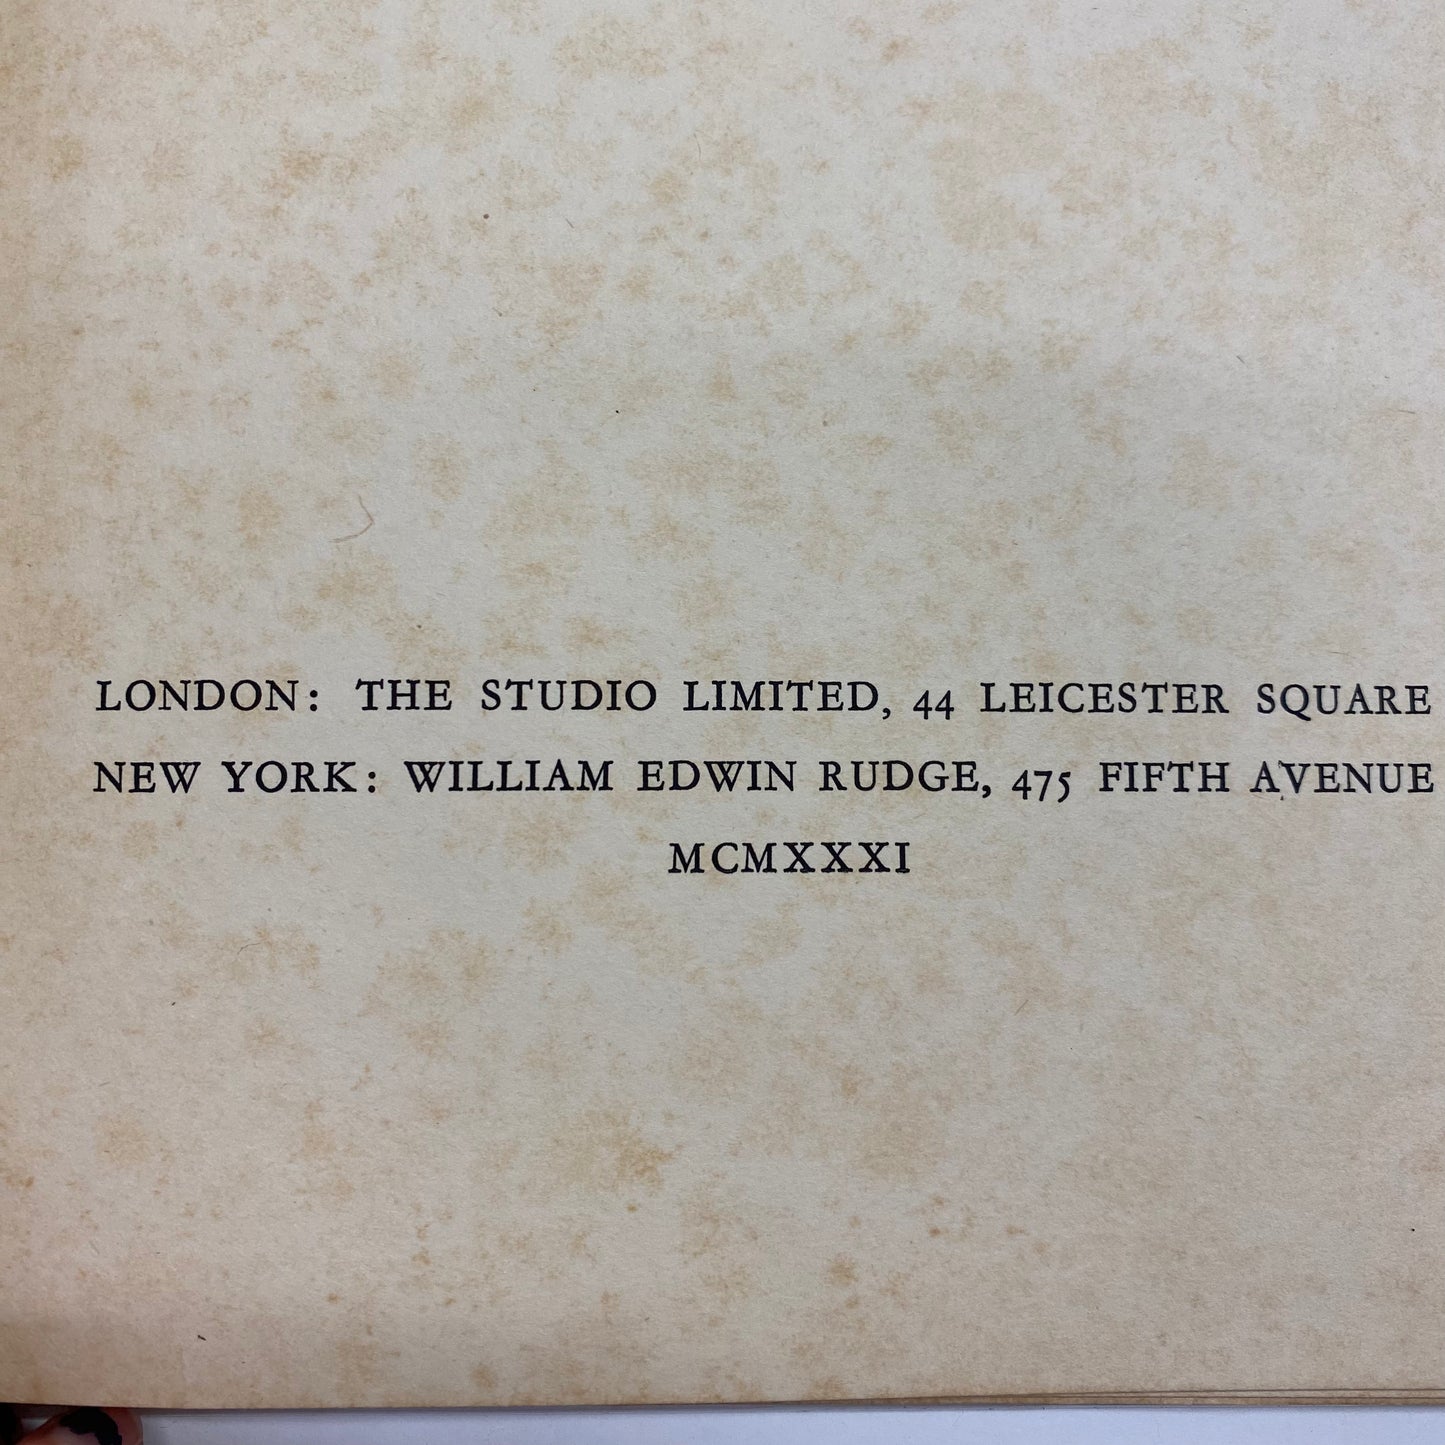 LONDON: THE STUDIO LIMITED, 44 LEICESTER SQUARE
NEW YORK: WILLIAM EDWIN RUDGE, 475 FIFTH AVENUE
MCMXXXI